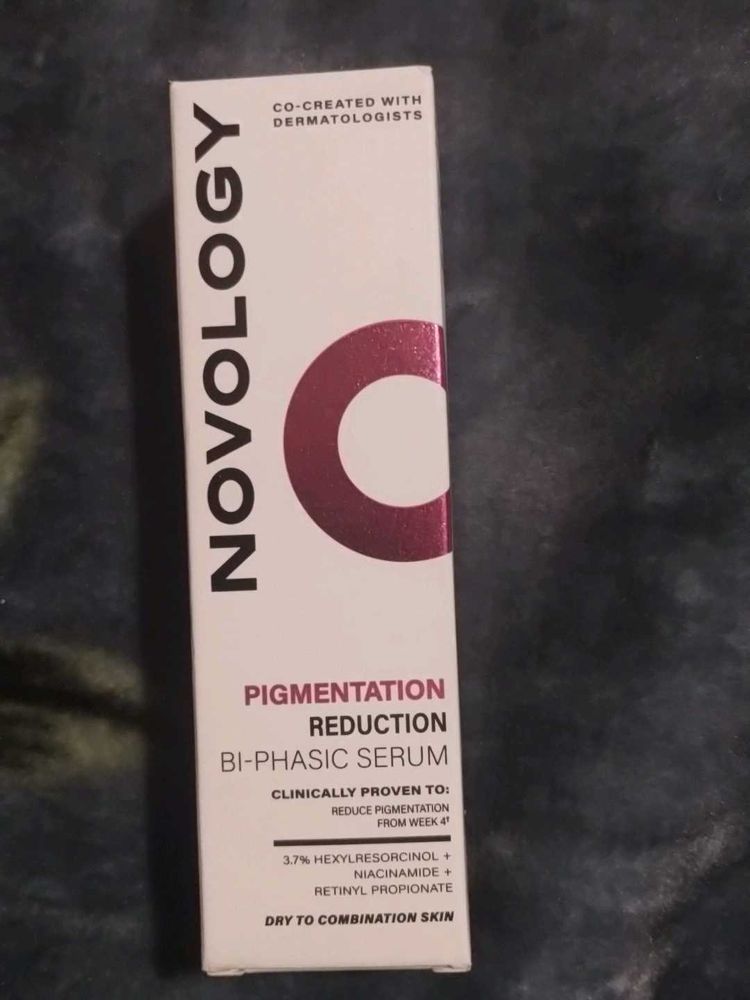 CO-CREATED WITH
DERMATOLOGISTS
NOVOLOGY
PIGMENTATION
REDUCTION
BI-PHASIC SERUM
CLINICALLY PROVEN TO:
REDUCE PIGMENTATION
FROM WEEK 4†
3.7% HEXYLRESORCINOL +
NIACINAMIDE +
RETINYL PROPIONATE
DRY TO COMBINATION SKIN